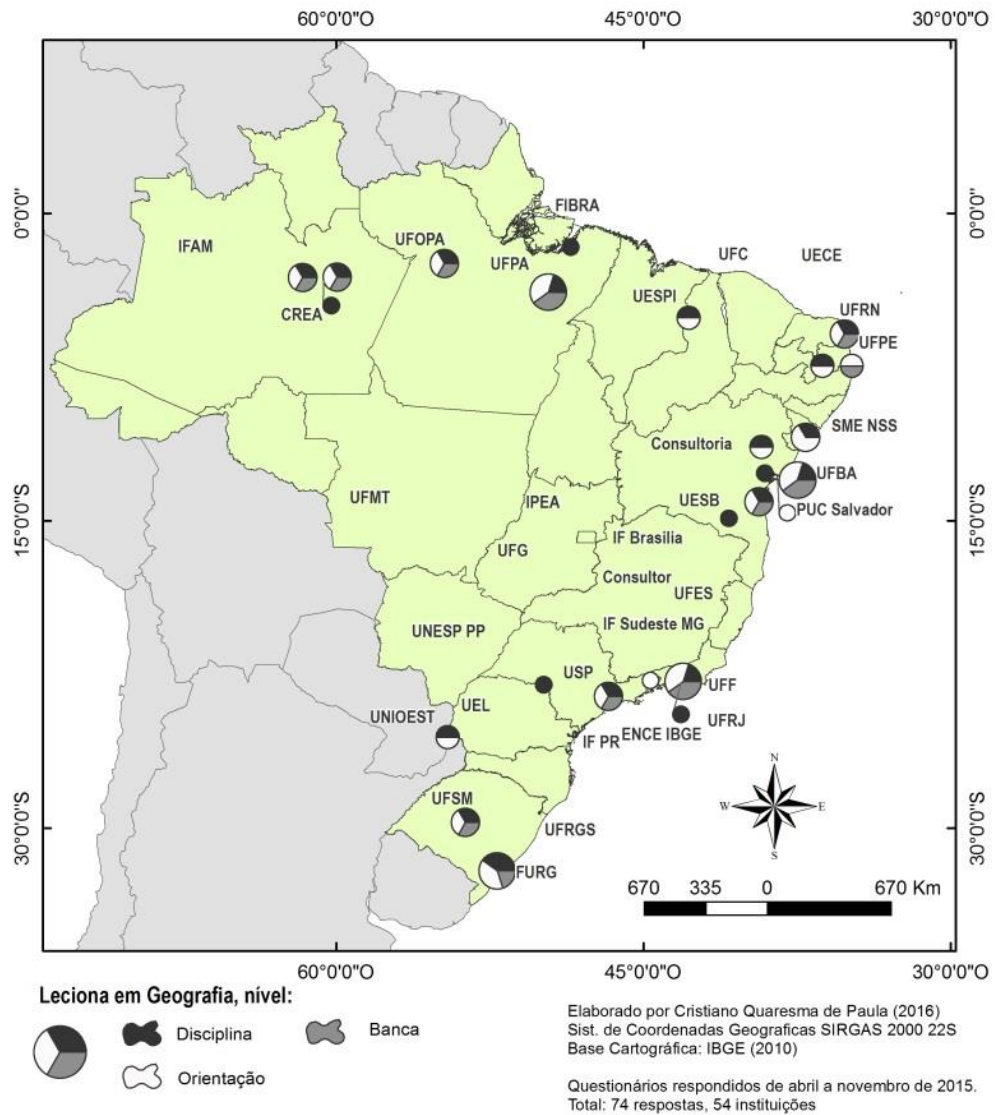 60°0'0"O 45°0'0"O 30°0'0"O
0°0'0" 0°0'0"
15°0'0"S 15°0'0"S
30°0'0"S 30°0'0"S
FIBRA
IFAM
UFOPA
UFPA
UFC
UECE
CREA
UESPI
UFRN
UFPE
SME NSS
Consultoria
UFBA
UFMT
IPEA
UESB
PUC Salvador
UFG
IF Brasilia
Consultor
UFES
UNESP PP
IF Sudeste MG
USP
UFF
UEL
UNIOEST
IF PR
ENCE IBGE
UFRJ
UFSM
UFRGS
FURG
N
W E
S
670 335 0 670 Km
60°0'0"O 45°0'0"O 30°0'0"O
Leciona em Geografia, nível:
Disciplina
Banca
Orientação
Elaborado por Cristiano Quaresma de Paula (2016)
Sist. de Coordenadas Geograficas SIRGAS 2000 22S
Base Cartográfica: IBGE (2010)
Questionários respondidos de abril a novembro de 2015.
Total: 74 respostas, 54 instituições